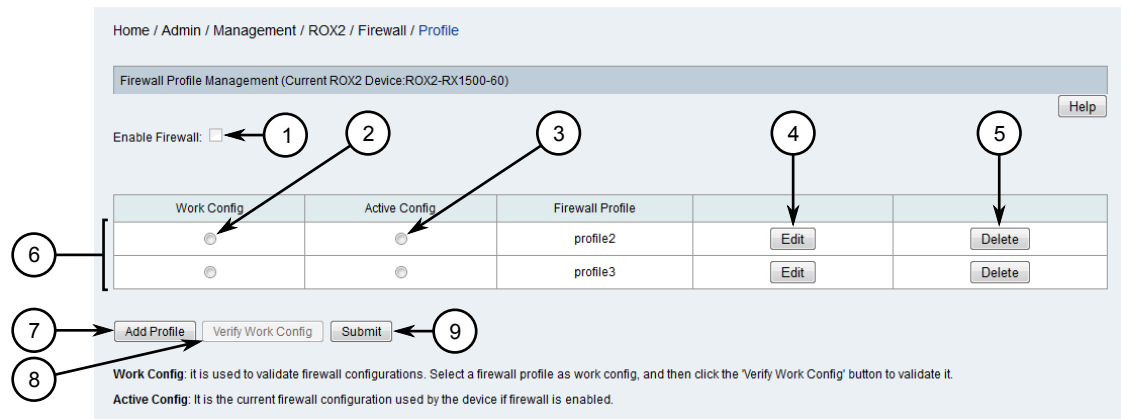 Home / Admin / Management / ROX2 / Firewall / Profile
Firewall Profile Management (Current ROX2 Device:ROX2-RX1500-60)
Help
Enable Firewall: 1 2 3 4 5
Work Config Active Config Firewall Profile
6
profile2 Edit Delete
profile3 Edit Delete
7 Add Profile Verify Work Config Submit 9
8
Work Config: it is used to validate firewall configurations. Select a firewall profile as work config, and then click the 'Verify Work Config' button to validate it.
Active Config: It is the current firewall configuration used by the device if firewall is enabled.